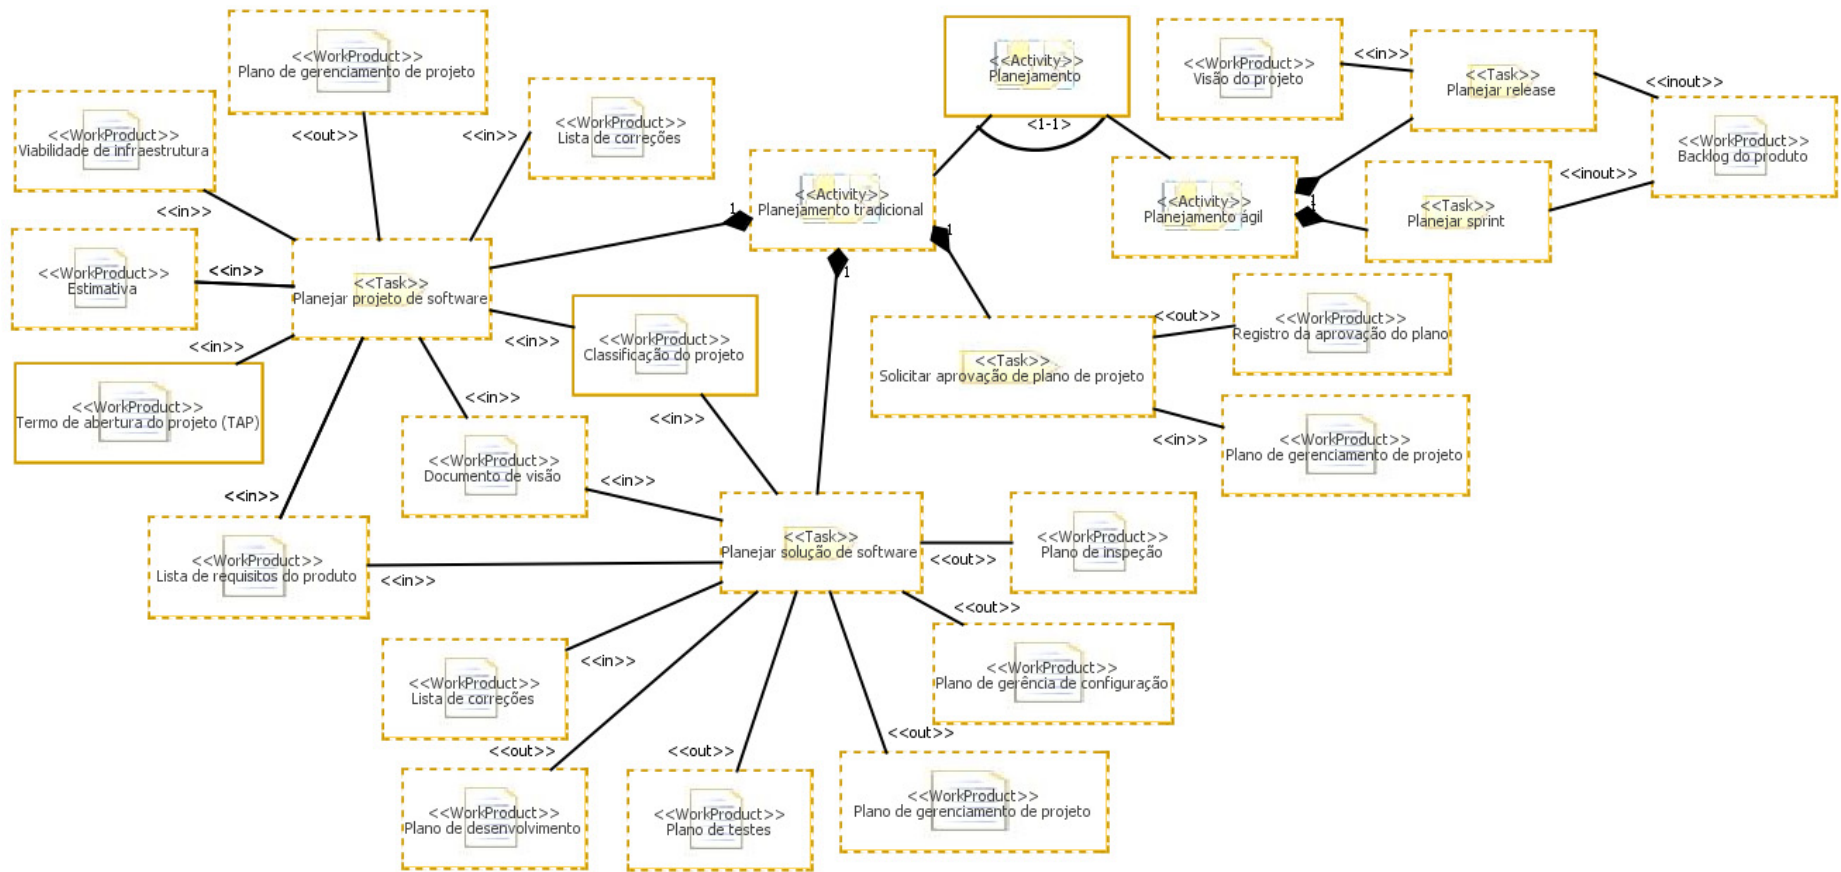 <<WorkProduct>>
Plano de gerenciamento de projeto
<<out>>
<<WorkProduct>>
Viabilidade de infraestrutura
<<in>>
<<WorkProduct>>
Lista de correções
<<in>>
<<WorkProduct>>
Estimativa
<<in>>
<<Task>>
Planejar projeto de software
<<in>>
<<WorkProduct>>
Termo de abertura do projeto (TAP)
<<in>>
<<WorkProduct>>
Classificação do projeto
<<in>>
<<in>>
<<WorkProduct>>
Documento de visão
<<in>>
<<in>>
<<WorkProduct>>
Lista de requisitos do produto
<<in>>
<<Activity>>
Planejamento
<1-1>
<<Activity>>
Planejamento tradicional
1
1
1
<<Activity>>
Planejamento ágil
1
<<WorkProduct>>
Visão do projeto
<<in>>
<<Task>>
Planejar release
<<inout>>
<<WorkProduct>>
Backlog do produto
<<inout>>
<<Task>>
Planejar sprint
<<Task>>
Solicitar aprovação de plano de projeto
<<out>>
<<WorkProduct>>
Registro da aprovação do plano
<<in>>
<<WorkProduct>>
Plano de gerenciamento de projeto
<<Task>>
Planejar solução de software
<<out>>
<<WorkProduct>>
Plano de inspeção
<<out>>
<<WorkProduct>>
Plano de gerência de configuração
<<in>>
<<WorkProduct>>
Lista de correções
<<out>>
<<WorkProduct>>
Plano de desenvolvimento
<<out>>
<<WorkProduct>>
Plano de testes
<<out>>
<<WorkProduct>>
Plano de gerenciamento de projeto